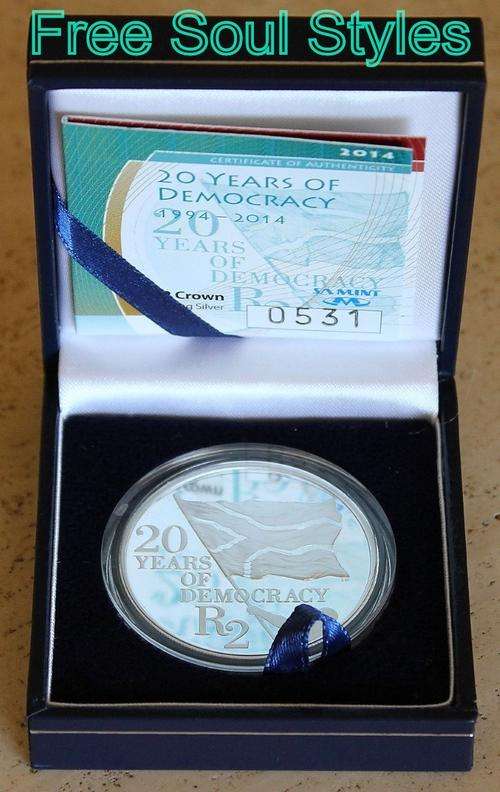 Free Soul Styles
2014
CERTIFICATE OF AUTHENTICITY
20 YEARS OF
DEMOCRACY
1994-2014
20
YEARS
OF
DEMOCRACY
R2
Crown
Silver
SA MINT
0531
20
YEARS
OF
DEMOCRACY
R2